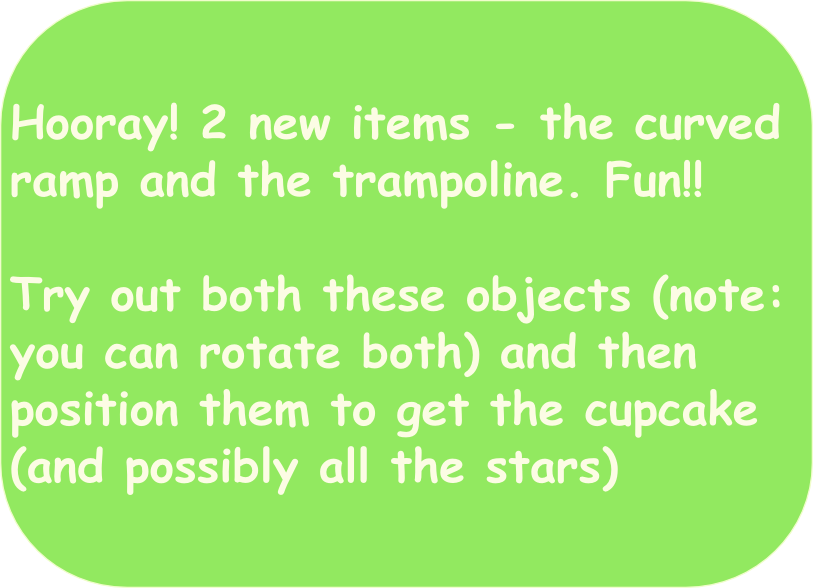 Hooray! 2 new items - the curved
ramp and the trampoline. Fun!!
Try out both these objects (note:
you can rotate both) and then
position them to get the cupcake
(and possibly all the stars)